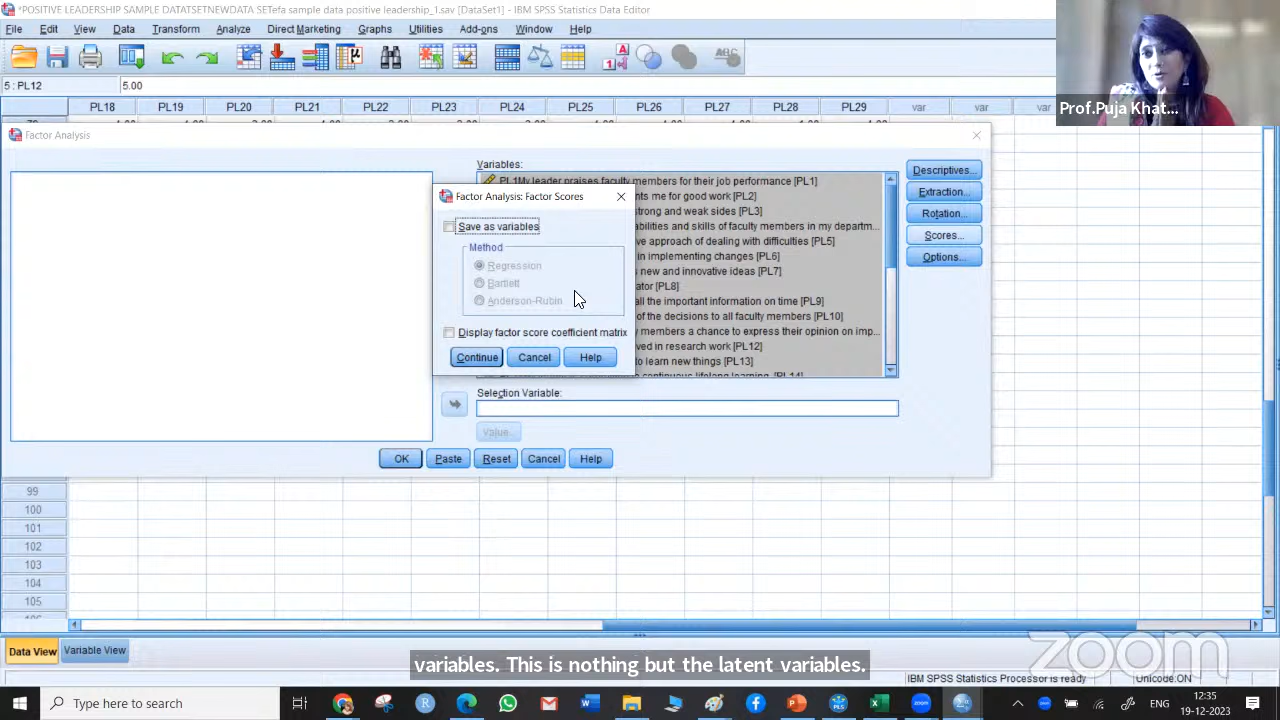 *POSITIVE LEADERSHIP SAMPLE DATATSETNEWDATA SETefa sample data positive leadership_1.sav [DataSet1] - IBM SPSS Statistics Data Editor
File Edit View Data Transform Analyze Direct Marketing Graphs Utilities Add-ons Window Help
5 : PL12 5.00
PL18 PL19 PL20 PL21 PL22 PL23 PL24 PL25 PL26 PL27 PL28 PL29 var var var
Prof.Puja Khat...
Factor Analysis
Variables:
PL1My leader praises faculty members for their job performance [PL1]
nts me for good work [PL2]
strong and weak sides [PL3]
abilities and skills of faculty members in my departm...
ve approach of dealing with difficulties [PL5]
in implementing changes [PL6]
s new and innovative ideas [PL7]
ator [PL8]
all the important information on time [PL9]
of the decisions to all faculty members [PL10]
y members a chance to express their opinion on imp...
ved in research work [PL12]
to learn new things [PL13]
continuous lifelong learning [PL14]
Descriptives...
Extraction...
Rotation...
Scores...
Options...
Factor Analysis: Factor Scores
Save as variables
Method
Regression
Bartlett
Anderson-Rubin
Display factor score coefficient matrix
Continue Cancel Help
Selection Variable:
Value...
OK Paste Reset Cancel Help
99
100
101
102
103
104
105
Data View Variable View
zoom
variables. This is nothing but the latent variables.
IBM SPSS Statistics Processor is ready Unicode:ON
Type here to search
ENG
12:35
19-12-2023